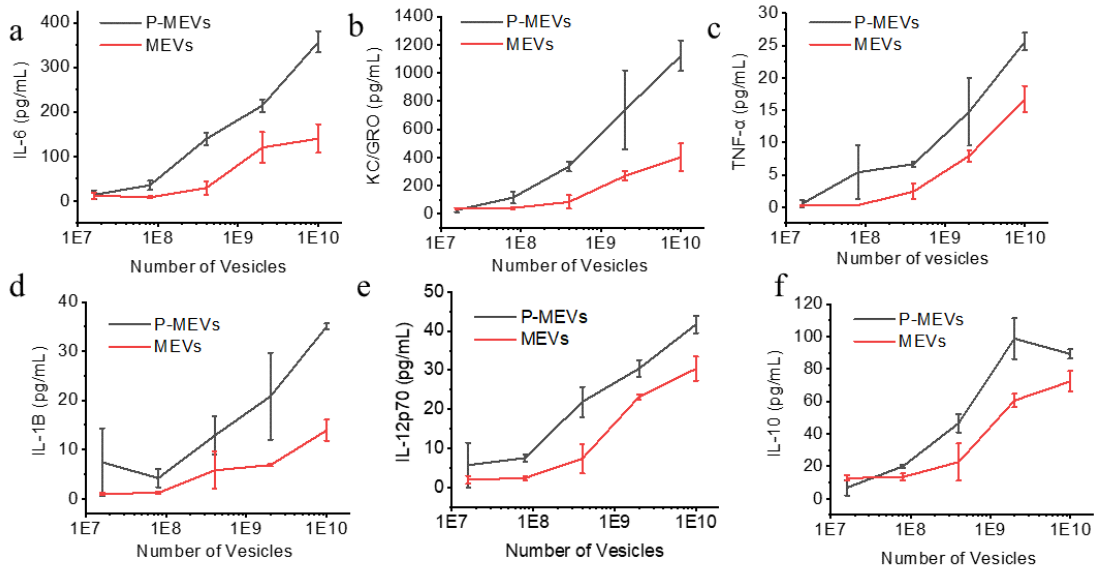 a
P-MEVs
MEVs
400
300
200
100
0
IL-6 (pg/mL)
1E7
1E8
1E9
1E10
Number of Vesicles
b
P-MEVs
MEVs
1400
1200
1000
800
600
400
200
0
KC/GRO (pg/mL)
1E7
1E8
1E9
1E10
Number of Vesicles
c
P-MEVs
MEVs
30
25
20
15
10
5
0
TNF-α (pg/mL)
1E7
1E8
1E9
1E10
Number of vesicles
d
P-MEVs
MEVs
40
30
20
10
0
IL-1B (pg/mL)
1E7
1E8
1E9
1E10
Number of Vesicles
e
P-MEVs
MEVs
50
40
30
20
10
0
IL-12p70 (pg/mL)
1E7
1E8
1E9
1E10
Number of Vesicles
f
P-MEVs
MEVs
120
100
80
60
40
20
0
IL-10 (pg/mL)
1E7
1E8
1E9
1E10
Number of Vesicles